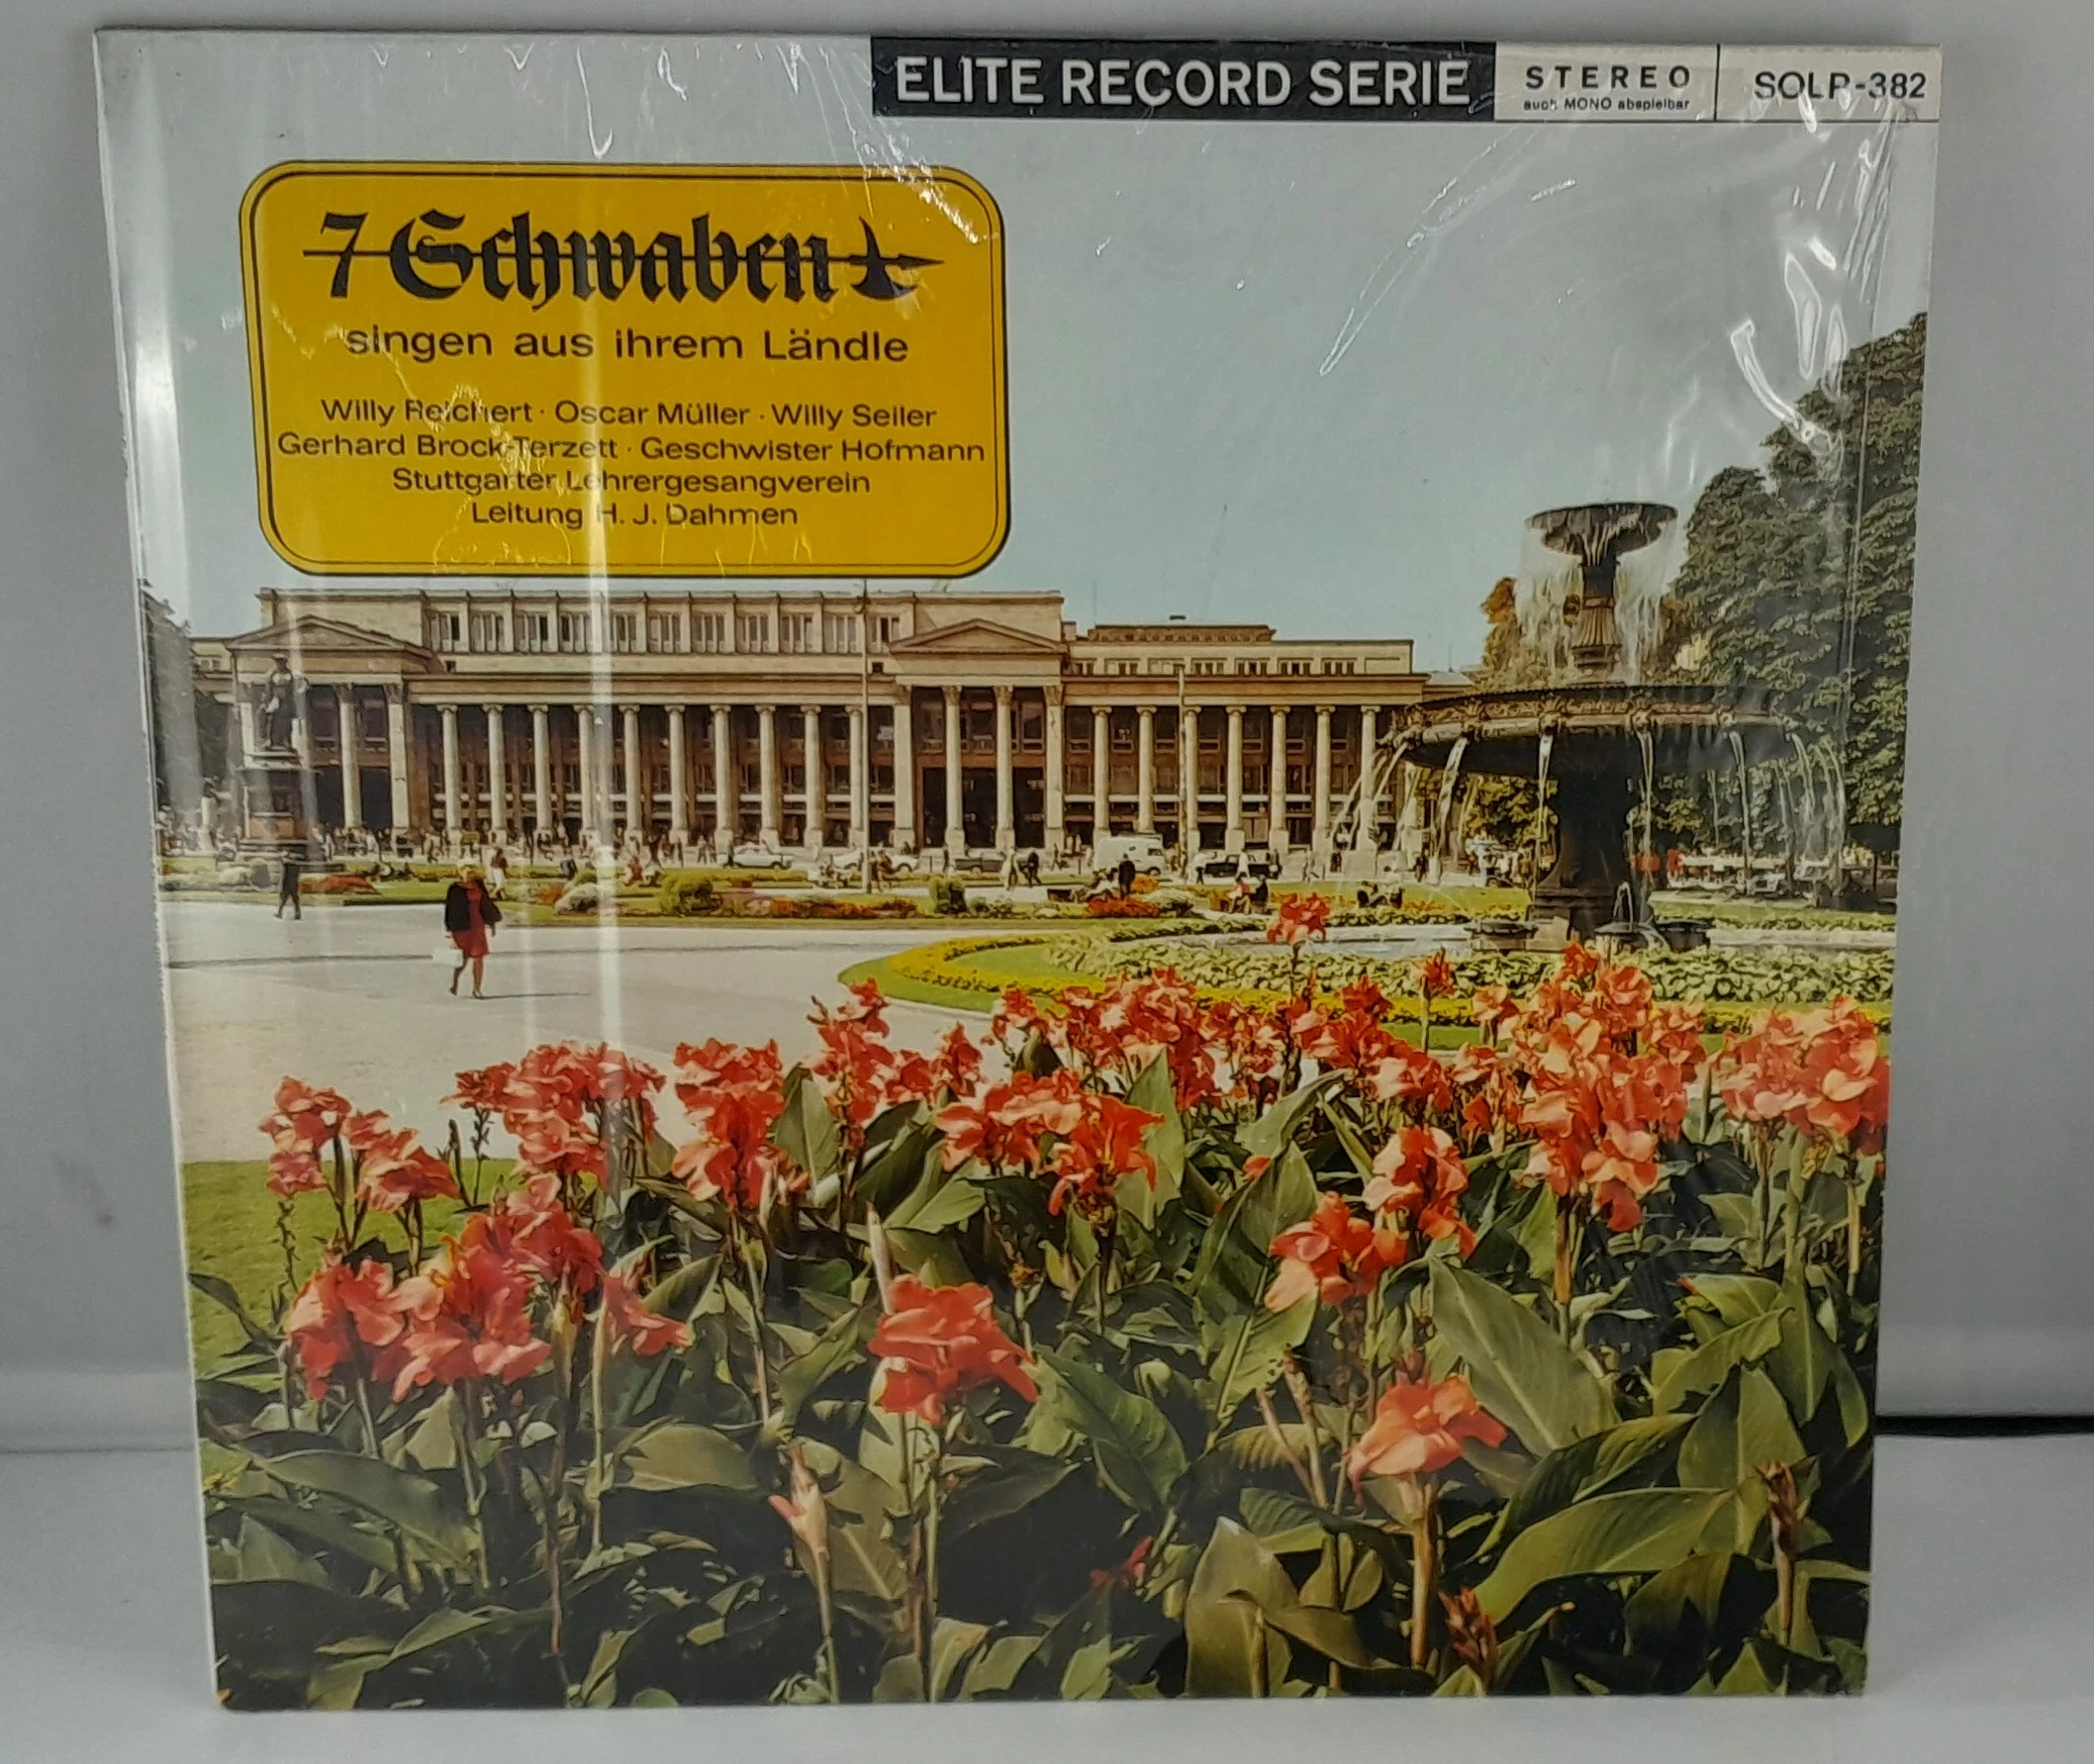 ELITE RECORD SERIE
STEREO
auch MONO abspielbar
SOLP-382
7 Schwaben
singen aus ihrem Ländle
Willy Reichert · Oscar Müller · Willy Seiler
Gerhard Brock-Terzett · Geschwister Hofmann
Stuttgarter Lehrergesangverein
Leitung H. J. Dahmen